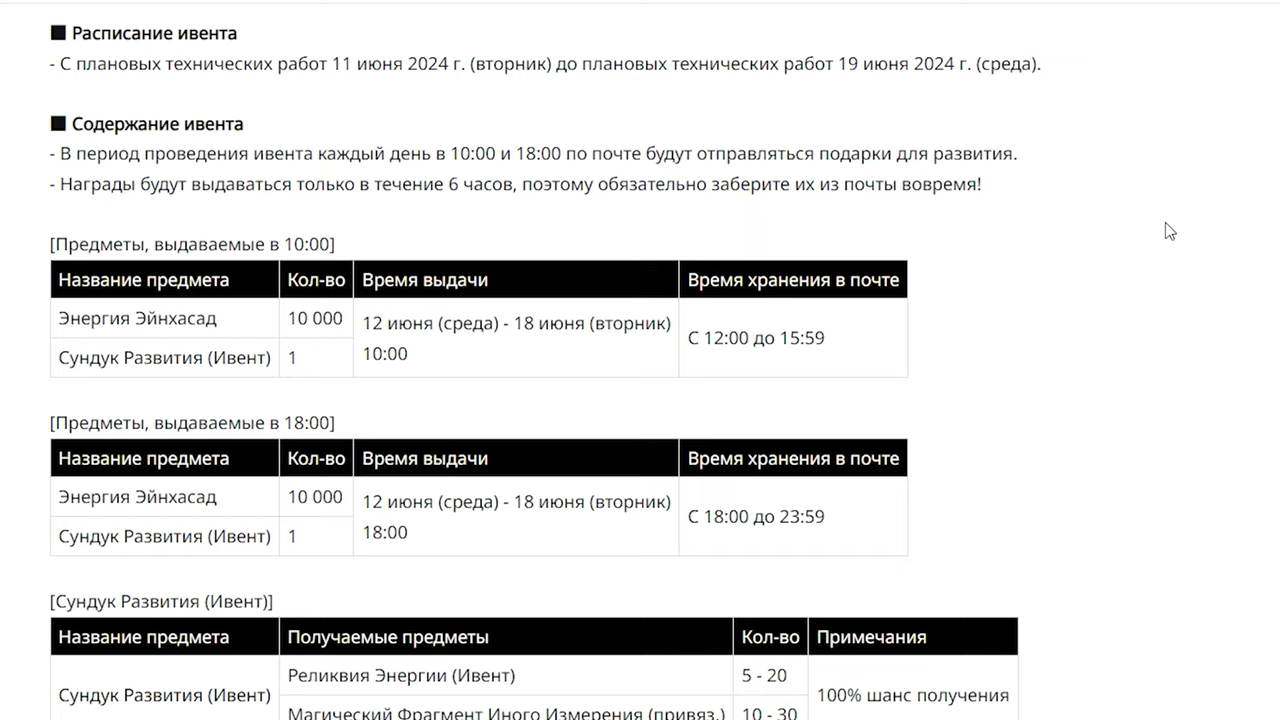 ■ Расписание ивента
- С плановых технических работ 11 июня 2024 г. (вторник) до плановых технических работ 19 июня 2024 г. (среда).
■ Содержание ивента
- В период проведения ивента каждый день в 10:00 и 18:00 по почте будут отправляться подарки для развития.
- Награды будут выдаваться только в течение 6 часов, поэтому обязательно заберите их из почты вовремя!
[Предметы, выдаваемые в 10:00]
Название предмета Кол-во Время выдачи Время хранения в почте
Энергия Эйнхасад 10 000 12 июня (среда) - 18 июня (вторник)
10:00 С 12:00 до 15:59
Сундук Развития (Ивент) 1
[Предметы, выдаваемые в 18:00]
Название предмета Кол-во Время выдачи Время хранения в почте
Энергия Эйнхасад 10 000 12 июня (среда) - 18 июня (вторник)
18:00 С 18:00 до 23:59
Сундук Развития (Ивент) 1
[Сундук Развития (Ивент)]
Название предмета Получаемые предметы Кол-во Примечания
Сундук Развития (Ивент) Реликвия Энергии (Ивент) 5 - 20 100% шанс получения
Магический Фрагмент Иного Измерения (привяз.) 10 - 30